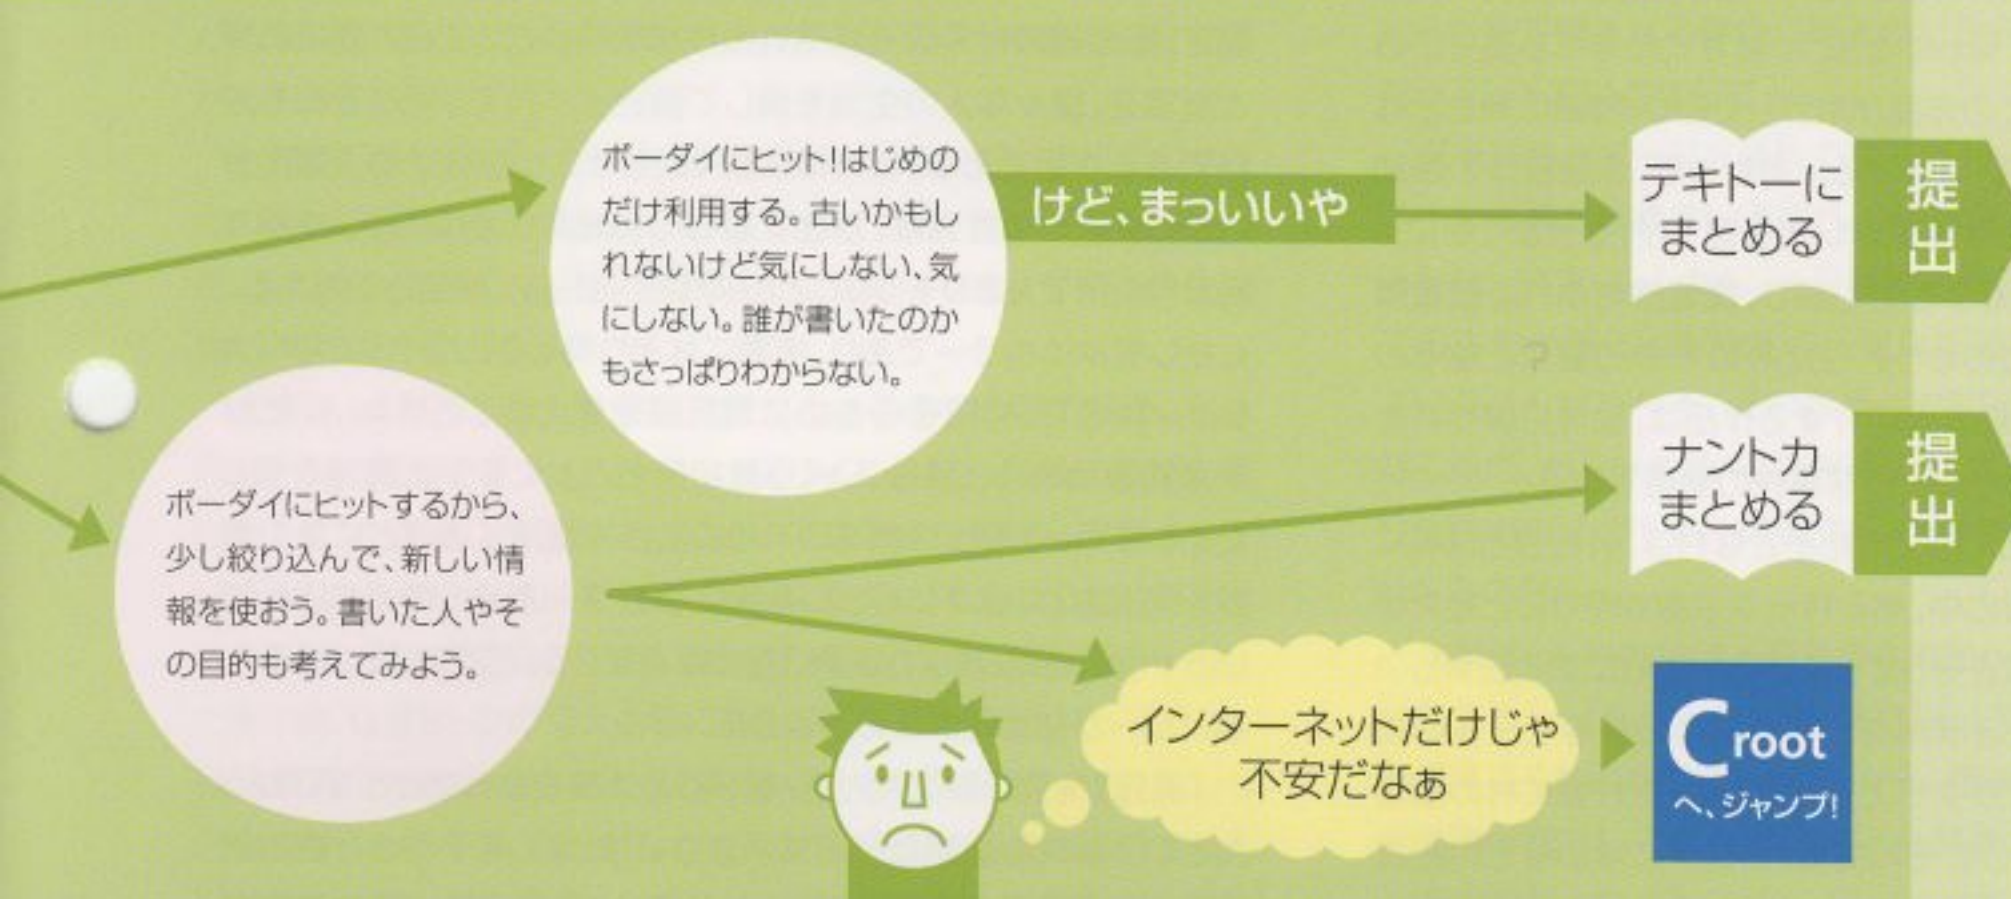 ボーダイにヒット!はじめの
だけ利用する。古いかもし
れないけど気にしない、気
にしない。誰が書いたのか
もさっぱりわからない。
けど、まっいいや
テキトーに
まとめる
提出
ボーダイにヒットするから、
少し絞り込んで、新しい情
報を使おう。書いた人やそ
の目的も考えてみよう。
ナントカ
まとめる
提出
インターネットだけじゃ
不安だなぁ
C root
へ、ジャンプ!